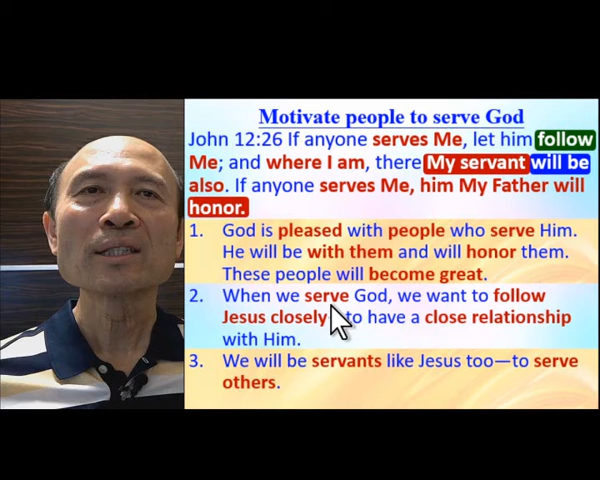 Motivate people to serve God
John 12:26 If anyone serves Me, let him follow
Me; and where I am, there My servant will be
also. If anyone serves Me, him My Father will
honor.
1. God is pleased with people who serve Him.
He will be with them and will honor them.
These people will become great.
2. When we serve God, we want to follow
Jesus closely to have a close relationship
with Him.
3. We will be servants like Jesus too—to serve
others.